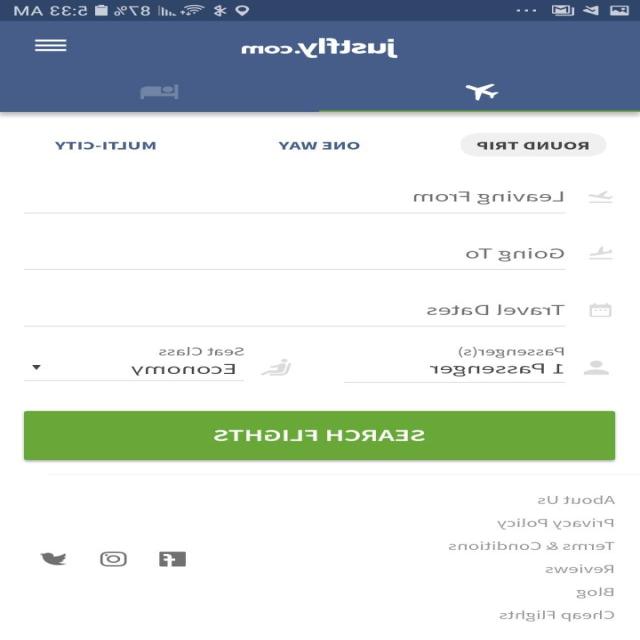 87% 5:33 AM
justfly.com
ROUND TRIP ONE WAY MULTI-CITY
Leaving From
Going To
Travel Dates
Passenger(s) Seat Class
1 Passenger Economy
SEARCH FLIGHTS
About Us
Privacy Policy
Terms & Conditions
Reviews
Blog
Cheap Flights